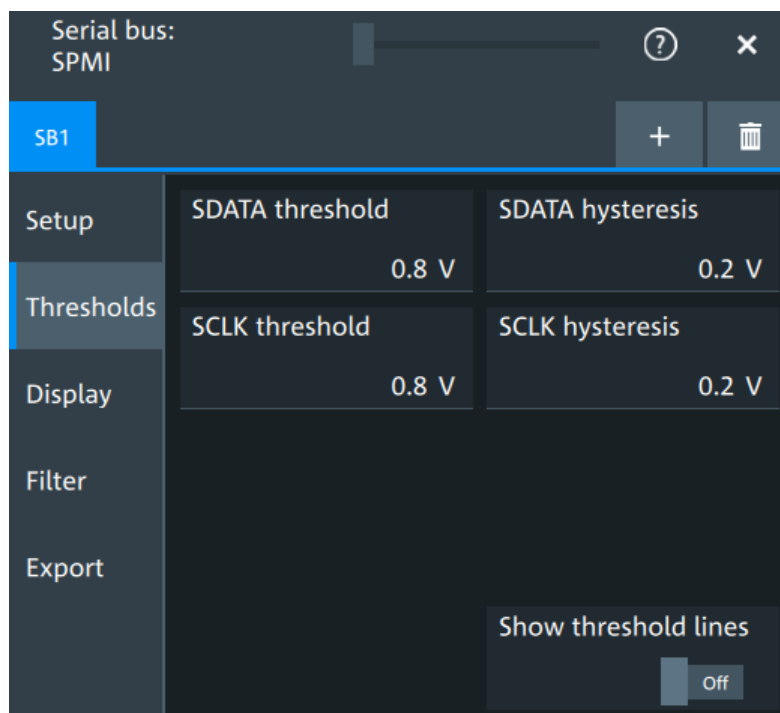 Serial bus:
SPMI
SB1
Setup
Thresholds
Display
Filter
Export
SDATA threshold
0.8 V
SDATA hysteresis
0.2 V
SCLK threshold
0.8 V
SCLK hysteresis
0.2 V
Show threshold lines
Off